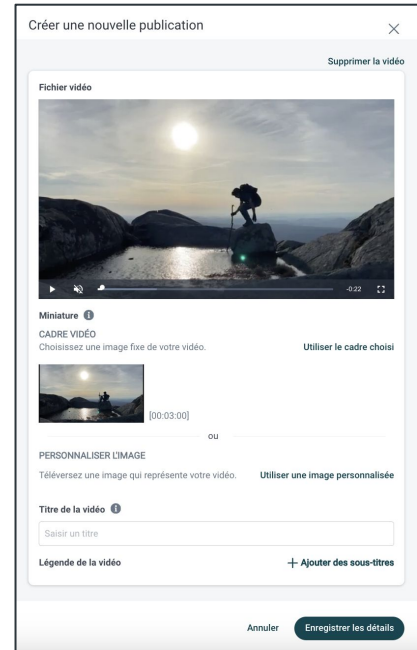 Créer une nouvelle publication
Supprimer la vidéo
Fichier vidéo
-0:22
Miniature
CADRE VIDÉO
Choisissez une image fixe de votre vidéo. Utiliser le cadre choisi
[00:03:00]
ou
PERSONNALISER L'IMAGE
Téléversez une image qui représente votre vidéo. Utiliser une image personnalisée
Titre de la vidéo
Saisir un titre
Légende de la vidéo + Ajouter des sous-titres
Annuler Enregistrer les détails